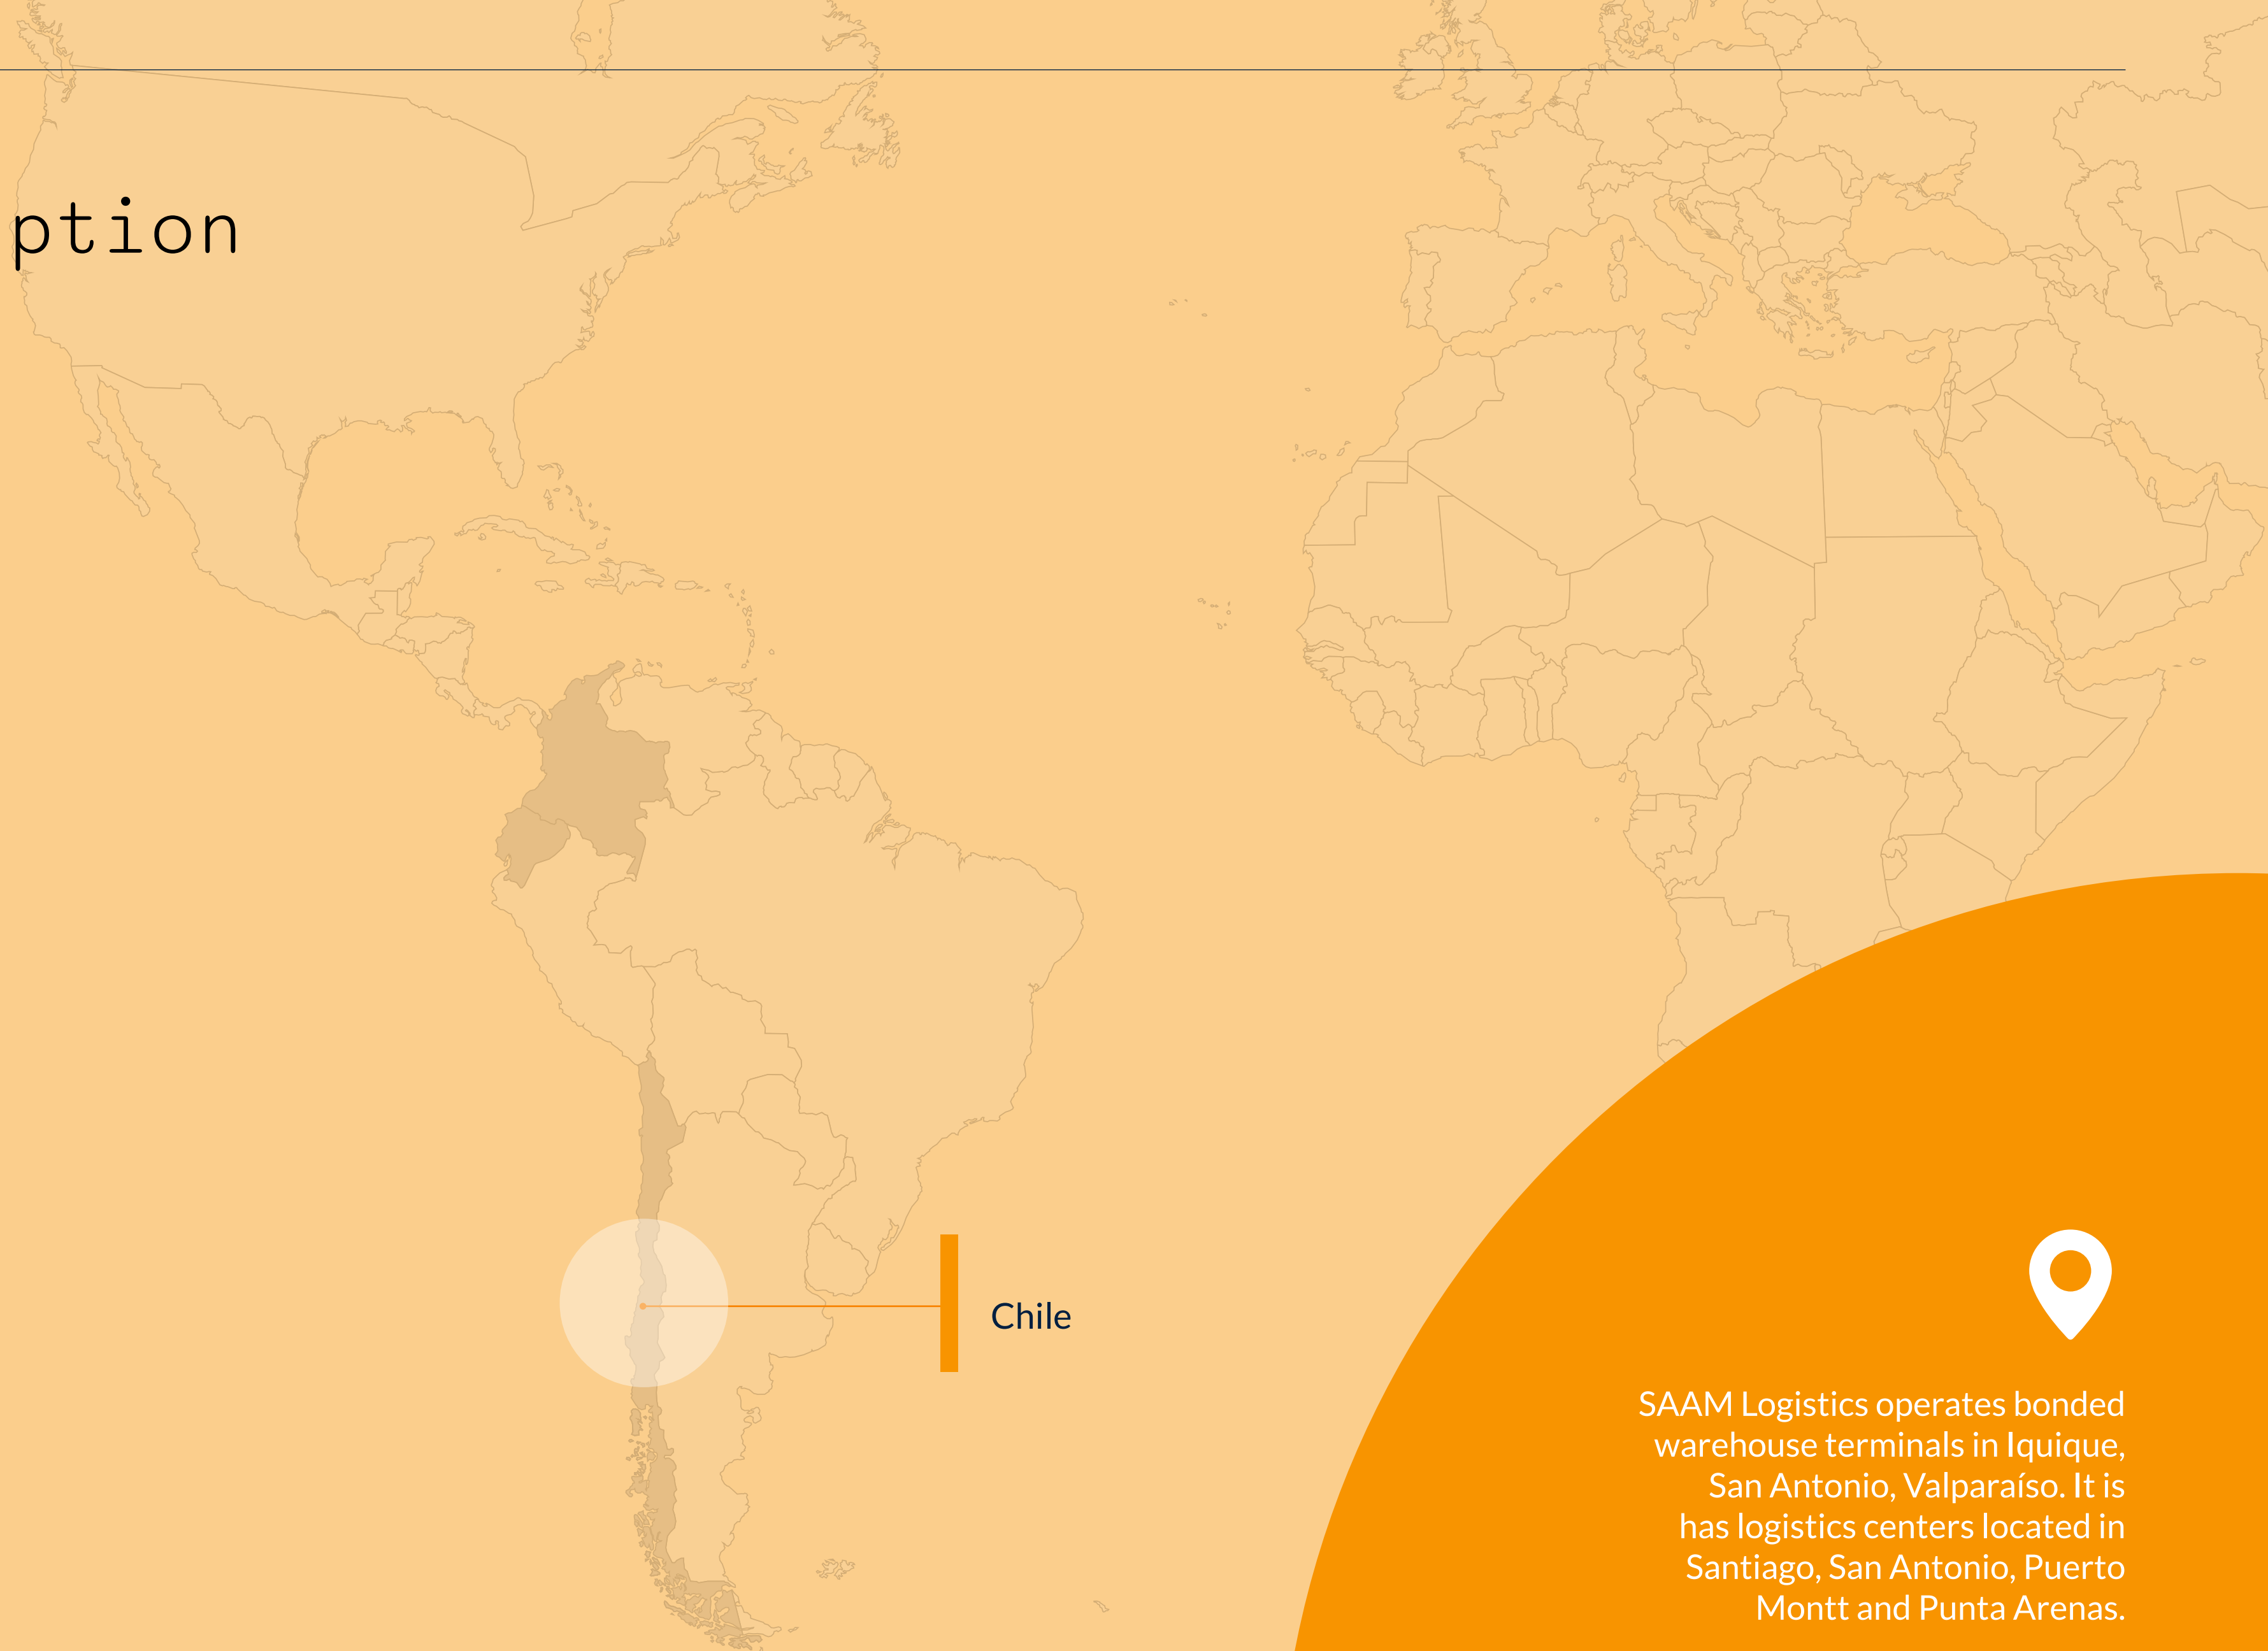 ption
Chile
SAAM Logistics operates bonded
warehouse terminals in Iquique,
San Antonio, Valparaíso. It is
has logistics centers located in
Santiago, San Antonio, Puerto
Montt and Punta Arenas.